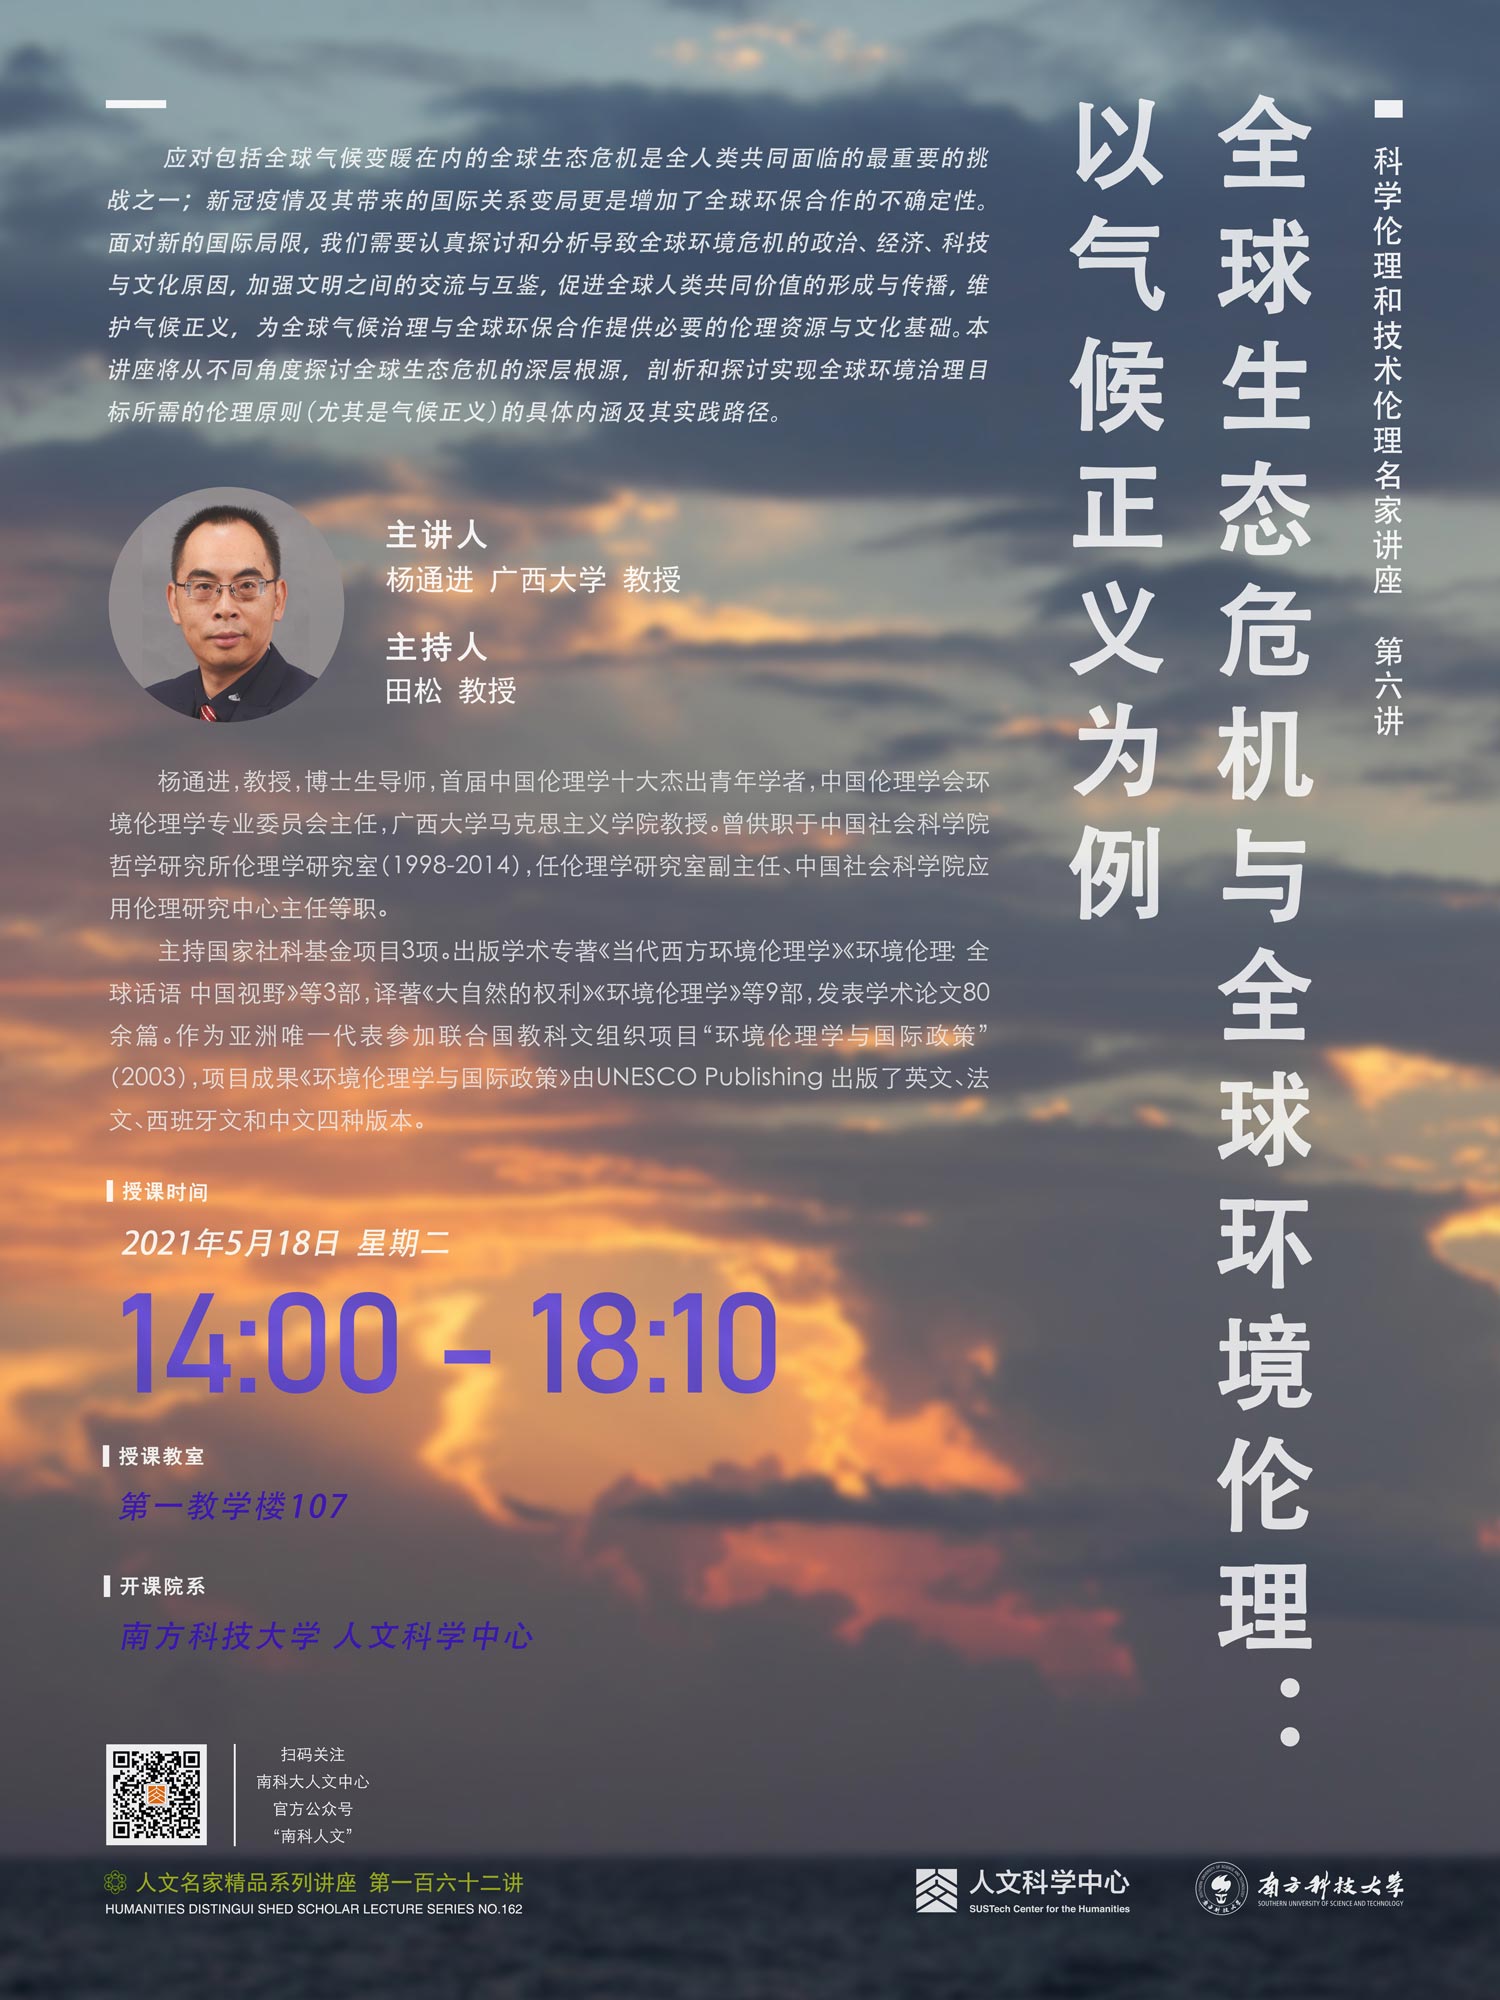 科学伦理和技术伦理名家讲座 第六讲
全球生态危机与全球环境伦理：
以气候正义为例
应对包括全球气候变暖在内的全球生态危机是全人类共同面临的最重要的挑
战之一；新冠疫情及其带来的国际关系变局更是增加了全球环保合作的不确定性。
面对新的国际局限，我们需要认真探讨和分析导致全球环境危机的政治、经济、科技
与文化原因，加强文明之间的交流与互鉴，促进全球人类共同价值的形成与传播，维
护气候正义，为全球气候治理与全球环保合作提供必要的伦理资源与文化基础。本
讲座将从不同角度探讨全球生态危机的深层根源，剖析和探讨实现全球环境治理目
标所需的伦理原则（尤其是气候正义）的具体内涵及其实践路径。
主讲人
杨通进 广西大学 教授
主持人
田松 教授
杨通进，教授，博士生导师，首届中国伦理学十大杰出青年学者，中国伦理学会环
境伦理学专业委员会主任，广西大学马克思主义学院教授。曾供职于中国社会科学院
哲学研究所伦理学研究室（1998-2014），任伦理学研究室副主任、中国社会科学院应
用伦理研究中心主任等职。
主持国家社科基金项目3项。出版学术专著《当代西方环境伦理学》《环境伦理：全
球话语 中国视野》等3部，译著《大自然的权利》《环境伦理学》等9部，发表学术论文80
余篇。作为亚洲唯一代表参加联合国教科文组织项目“环境伦理学与国际政策”
（2003），项目成果《环境伦理学与国际政策》由UNESCO Publishing 出版了英文、法
文、西班牙文和中文四种版本。
授课时间
2021年5月18日 星期二
14:00 - 18:10
授课教室
第一教学楼107
开课院系
南方科技大学 人文科学中心
扫码关注
南科大人文中心
官方公众号
“南科人文”
人文名家精品系列讲座 第一百六十二讲
HUMANITIES DISTINGUI SHED SCHOLAR LECTURE SERIES NO.162
人文科学中心
SUSTech Center for the Humanities
南方科技大学
SOUTHERN UNIVERSITY OF SCIENCE AND TECHNOLOGY